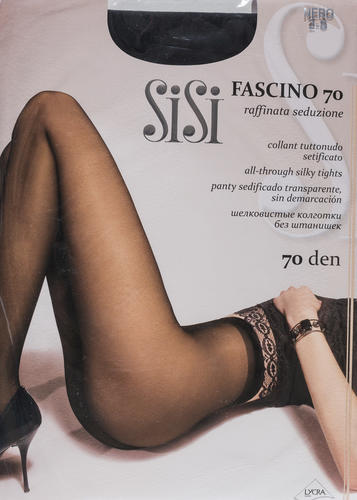 NERO
SiSi
FASCINO 70
raffinata seduzione
collant tuttonudo
setificato
all-through silky tights
panty sedificado transparente,
sin demarcación
шелковистые колготки
без штанишек
70 den
LYCRA